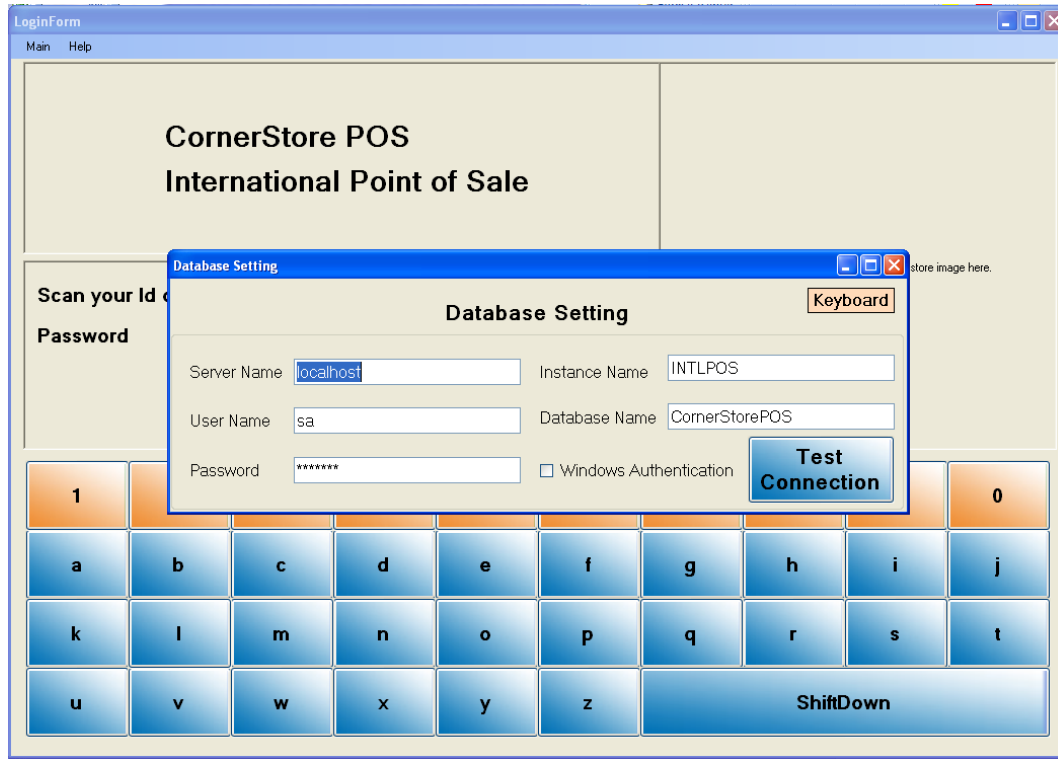 LoginForm
Main Help
CornerStore POS
International Point of Sale
store image here.
Scan your Id
Password
Database Setting
Database Setting
Keyboard
Server Name localhost
Instance Name INTLPOS
User Name sa
Database Name CornerStorePOS
Password *******
Windows Authentication
Test
Connection
1 0
a b c d e f g h i j
k l m n o p q r s t
u v w x y z ShiftDown